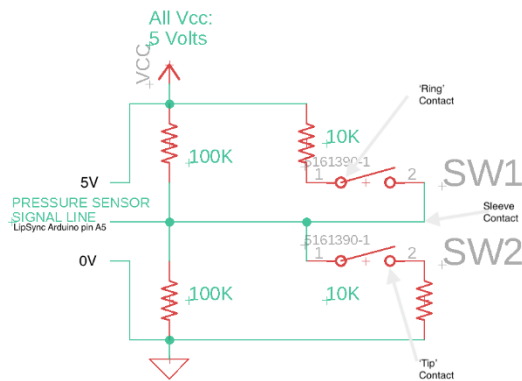 All Vcc:
5 Volts
VCC
'Ring'
Contact
100K
10K
5161390-1
1
2
SW1
5V
PRESSURE SENSOR
SIGNAL LINE
LipSync Arduino pin A5
Sleeve
Contact
5161390-1
1
2
SW2
0V
100K
10K
'Tip'
Contact